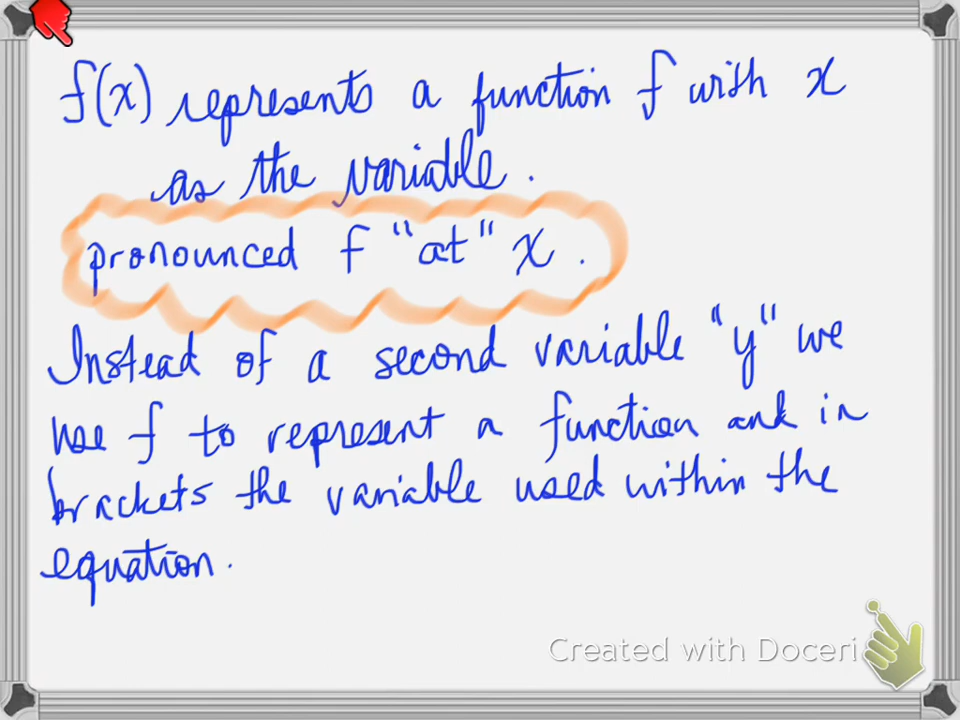 f(x) represents a function f with x
as the variable.
pronounced f "at" x.
Instead of a second variable "y" we
use f to represent a function and in
brackets the variable used within the
equation.
Created with Doceri